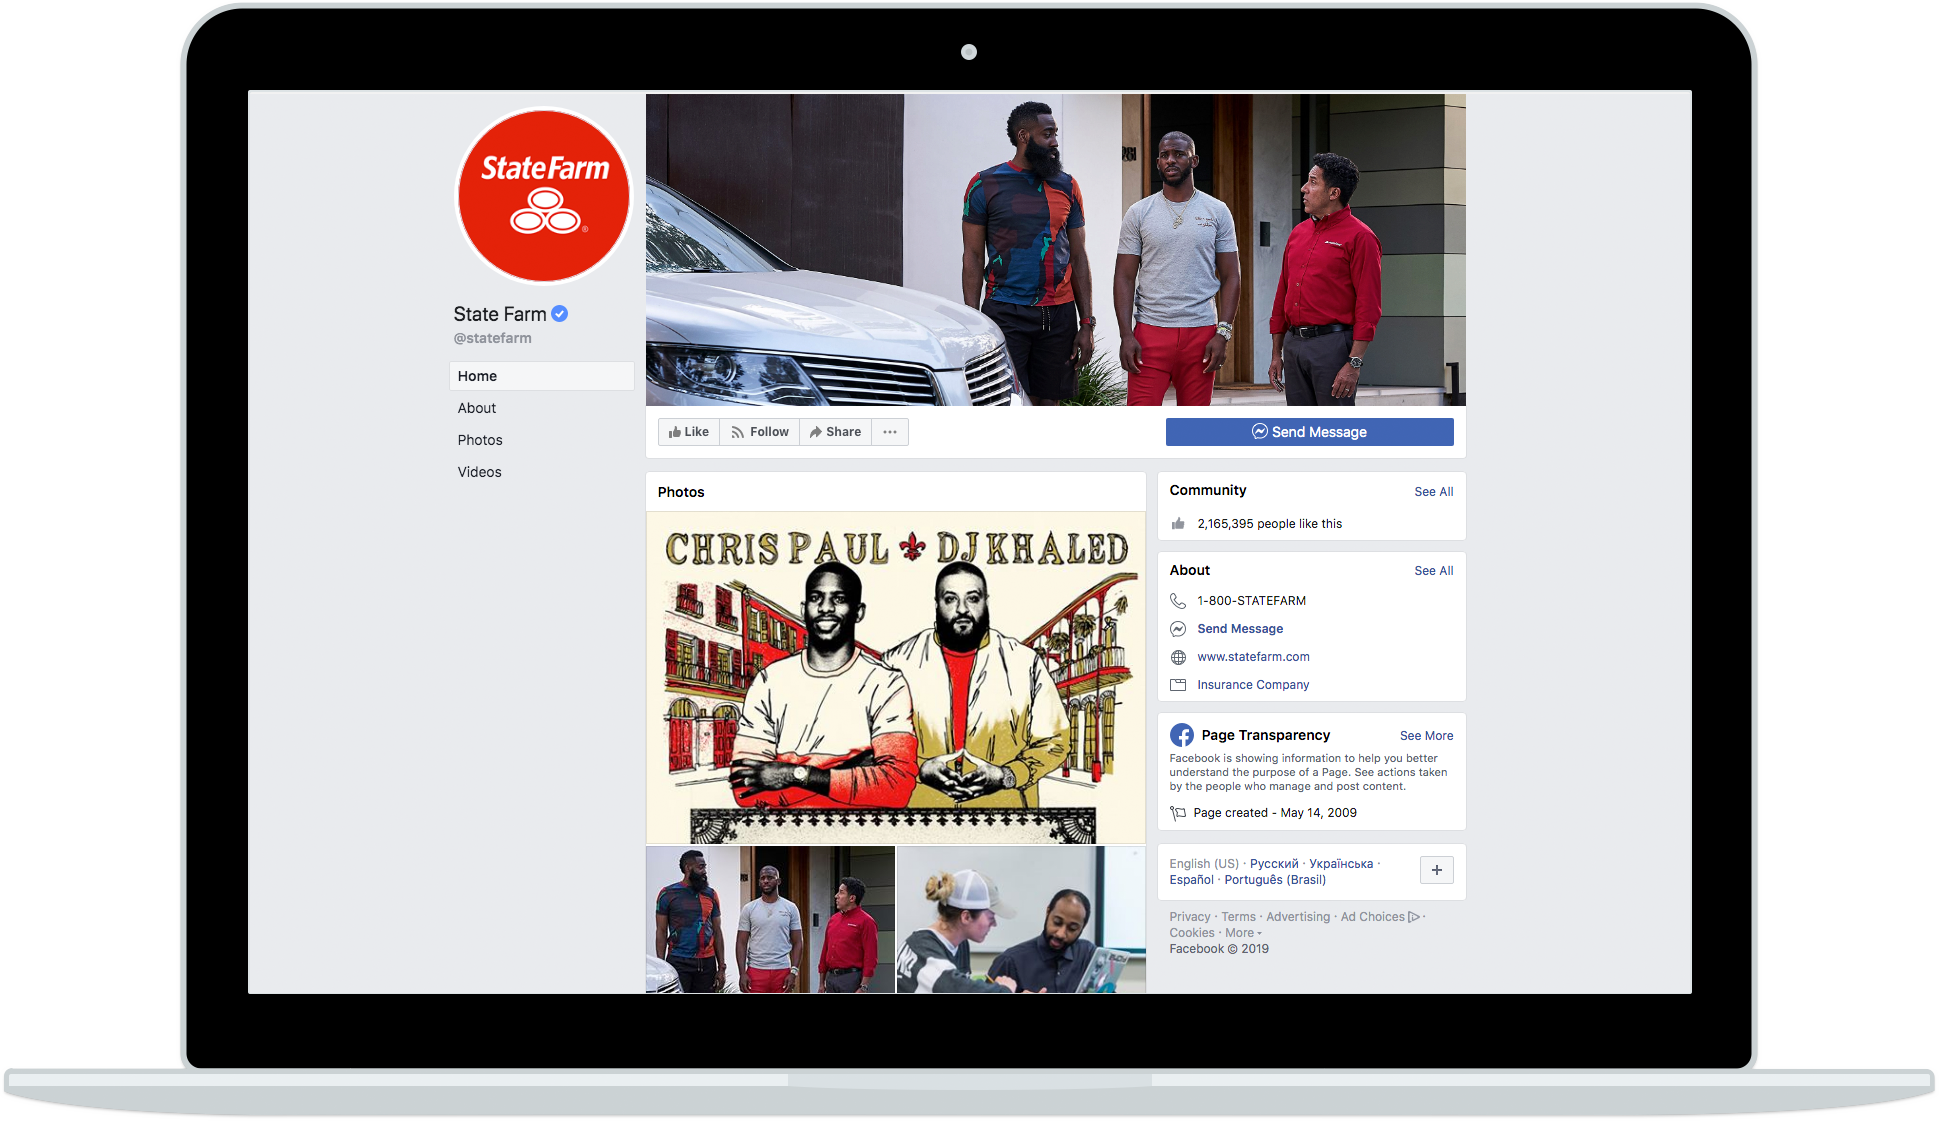 State Farm
®
State Farm
@statefarm
Home
About
Photos
Videos
Like
Follow
Share
Send Message
Photos
CHRIS PAUL DJ KHALED
Community
See All
2,165,395 people like this
About
See All
1-800-STATEFARM
Send Message
www.statefarm.com
Insurance Company
Page Transparency
See More
Facebook is showing information to help you better
understand the purpose of a Page. See actions taken
by the people who manage and post content.
Page created - May 14, 2009
English (US) · Русский · Українська ·
Español · Português (Brasil)
Privacy · Terms · Advertising · Ad Choices ·
Cookies · More
Facebook © 2019